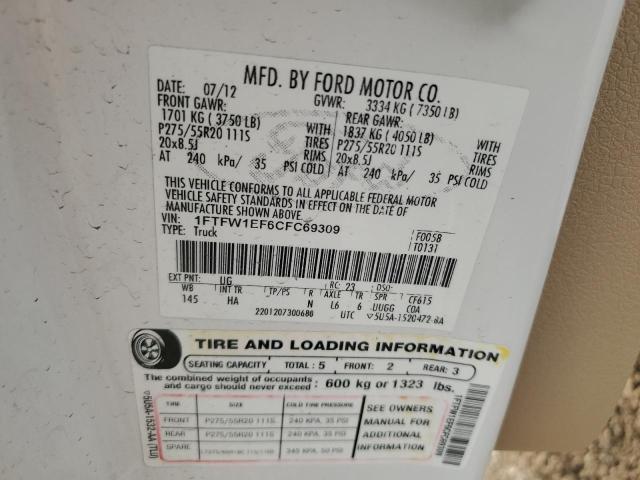 MFD. BY FORD MOTOR CO.
DATE: 07/12 GVWR: 3334 KG ( 7350 LB)
FRONT GAWR: REAR GAWR:
1701 KG ( 3750 LB) WITH 1837 KG ( 4050 LB) WITH
P275/55R20 111S TIRES P275/55R20 111S TIRES
20x8.5J RIMS 20x8.5J RIMS
AT 240 kPa/ 35 PSI COLD AT 240 kPa/ 35 PSI COLD
THIS VEHICLE CONFORMS TO ALL APPLICABLE FEDERAL MOTOR
VEHICLE SAFETY STANDARDS IN EFFECT ON THE DATE OF
MANUFACTURE SHOWN ABOVE.
VIN: 1FTFW1EF6CFC69309 F0058
TYPE: Truck T0131
EXT PNT: UG RC: 23 DSO:
WB INT TR TP/PS R AXLE TR SPR CF615
145 HA N L6 6 UUGG COA
2201207300680 UTC ▽5U5A-1520472-BA
TIRE AND LOADING INFORMATION
SEATING CAPACITY TOTAL : 5 FRONT: 2 REAR: 3
The combined weight of occupants
and cargo should never exceed : 600 kg or 1323 lbs.
TIRE SIZE COLD TIRE PRESSURE
FRONT P275/55R20 111S 240 KPA, 35 PSI
REAR P275/55R20 111S 240 KPA, 35 PSI
SPARE 345 KPA, 50 PSI
SEE OWNERS
MANUAL FOR
ADDITIONAL
INFORMATION
▽5U5A-1532-AA (TLU)
1FTFW1EF6CFC69309